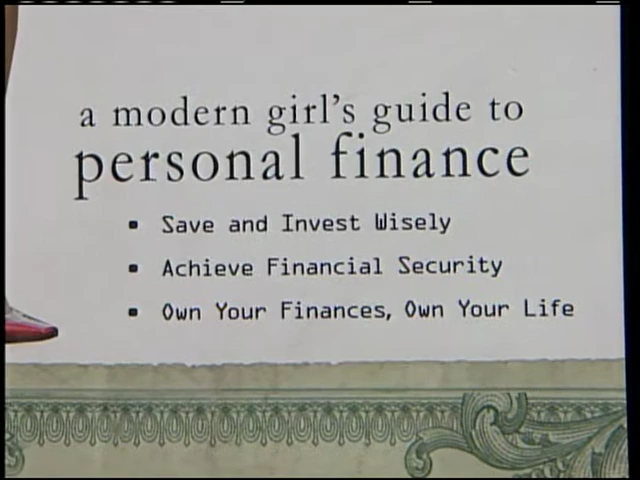 a modern girl's guide to
personal finance
▪ Save and Invest Wisely
▪ Achieve Financial Security
▪ Own Your Finances, Own Your Life